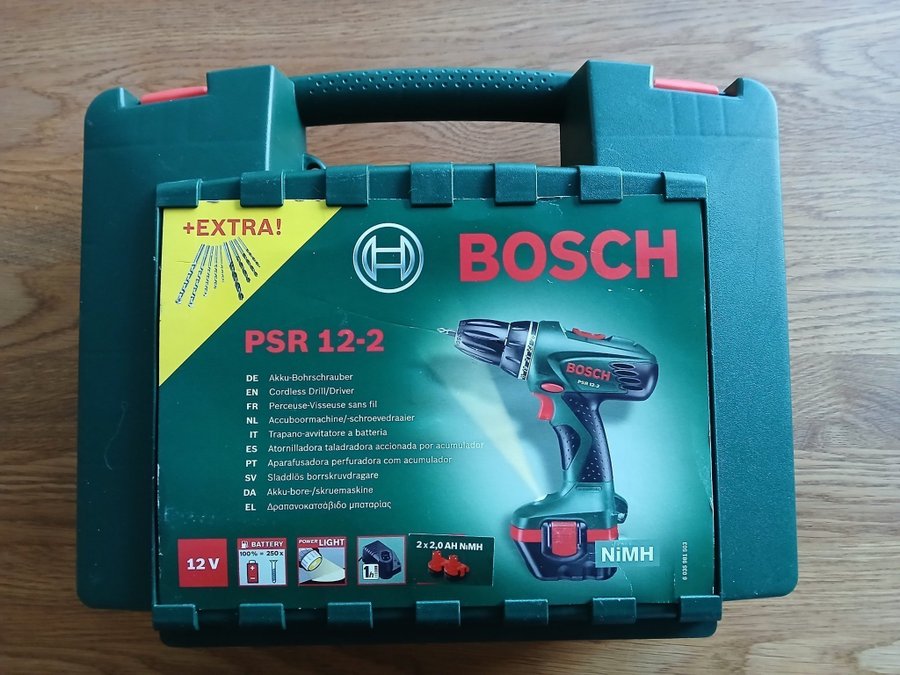 +EXTRA!
BOSCH
PSR 12-2
DE Akku-Bohrschrauber
EN Cordless Drill/Driver
FR Perceuse-Visseuse sans fil
NL Accuboormachine/-schroevedraaier
IT Trapano-avvitatore a batteria
ES Atornilladora taladradora accionada por acumulador
PT Aparafusadora perfuradora com acumulador
SV Sladdlös borrskruvdragare
DA Akku-bore-/skruemaskine
EL Δραπανοκατσάβιδο μπαταρίας
BOSCH
PSR 12-2
12 V
BATTERY
100% = 250x
POWER LIGHT
1h
2 x 2,0 AH NiMH
NiMH